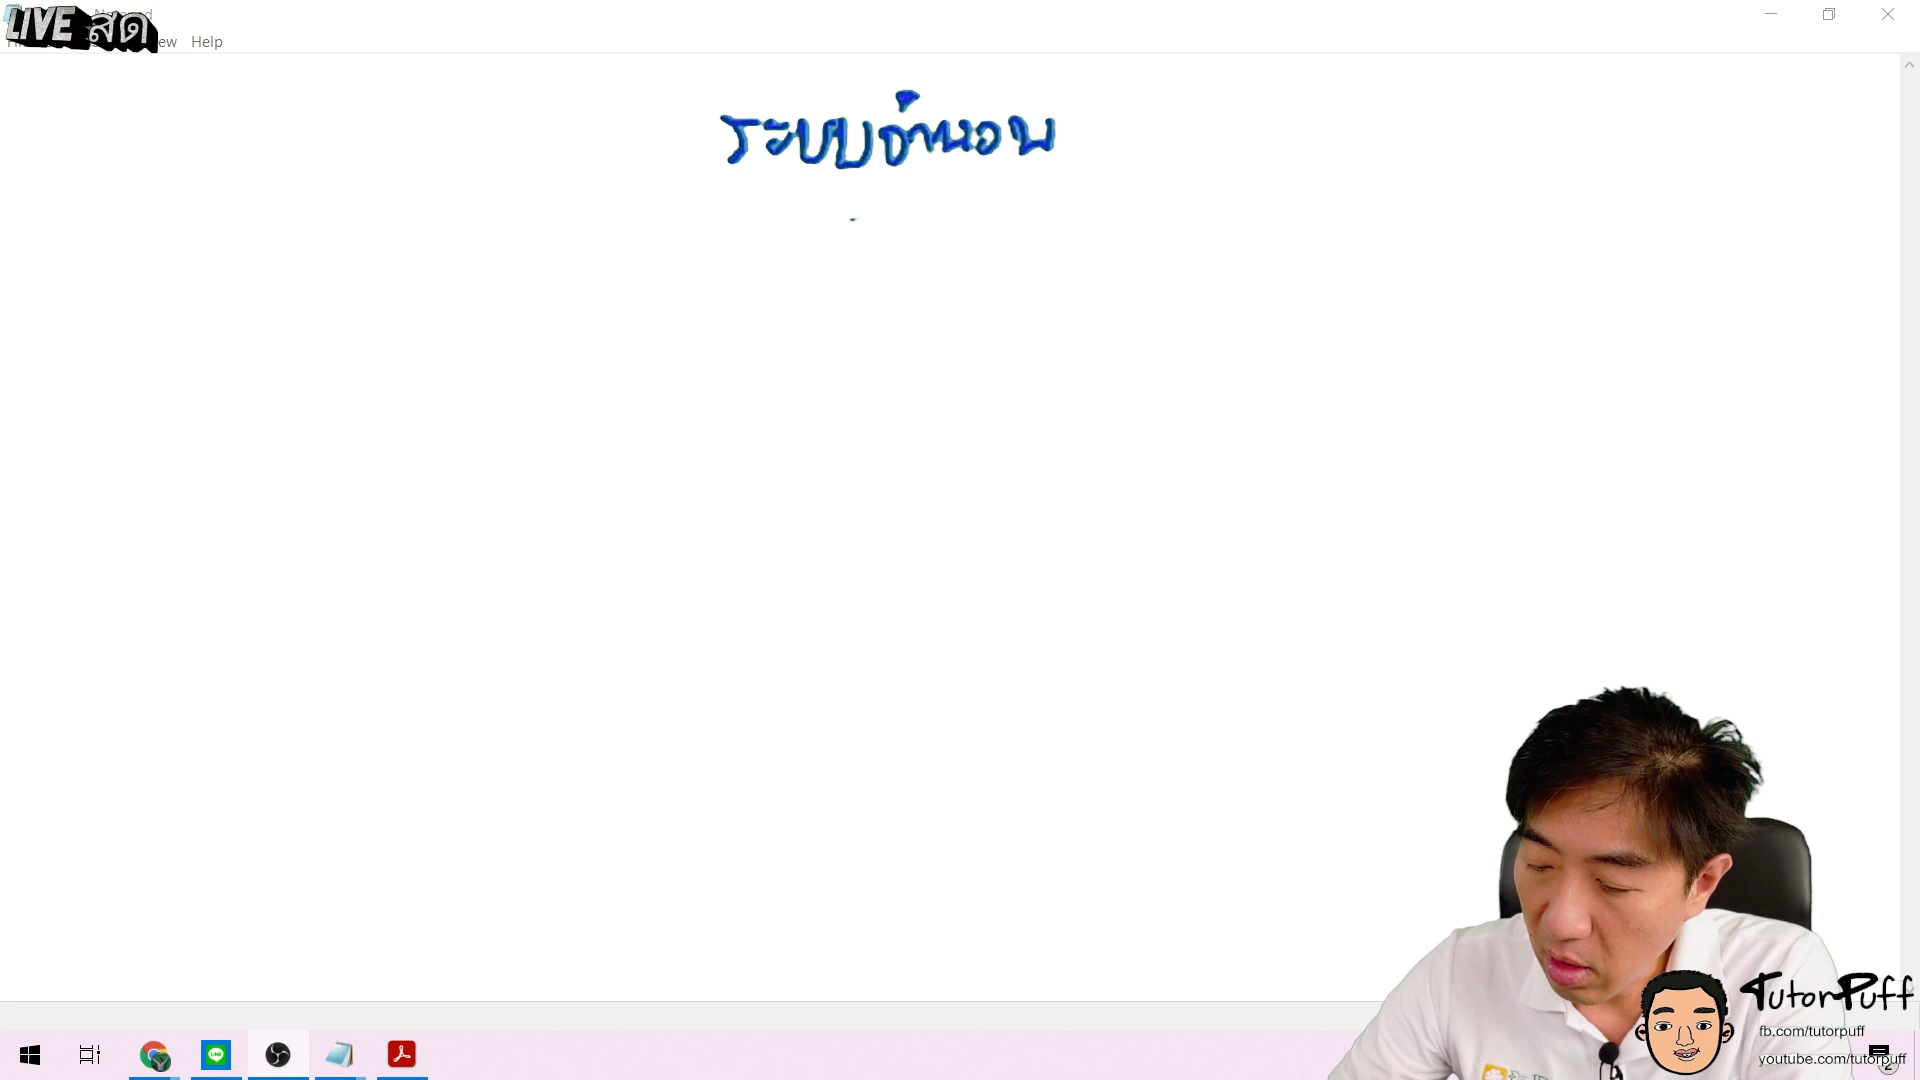 LIVE สด
Help
ระบบจำนวน
TutorPuff
fb.com/tutorpuff
youtube.com/tutorpuff
2